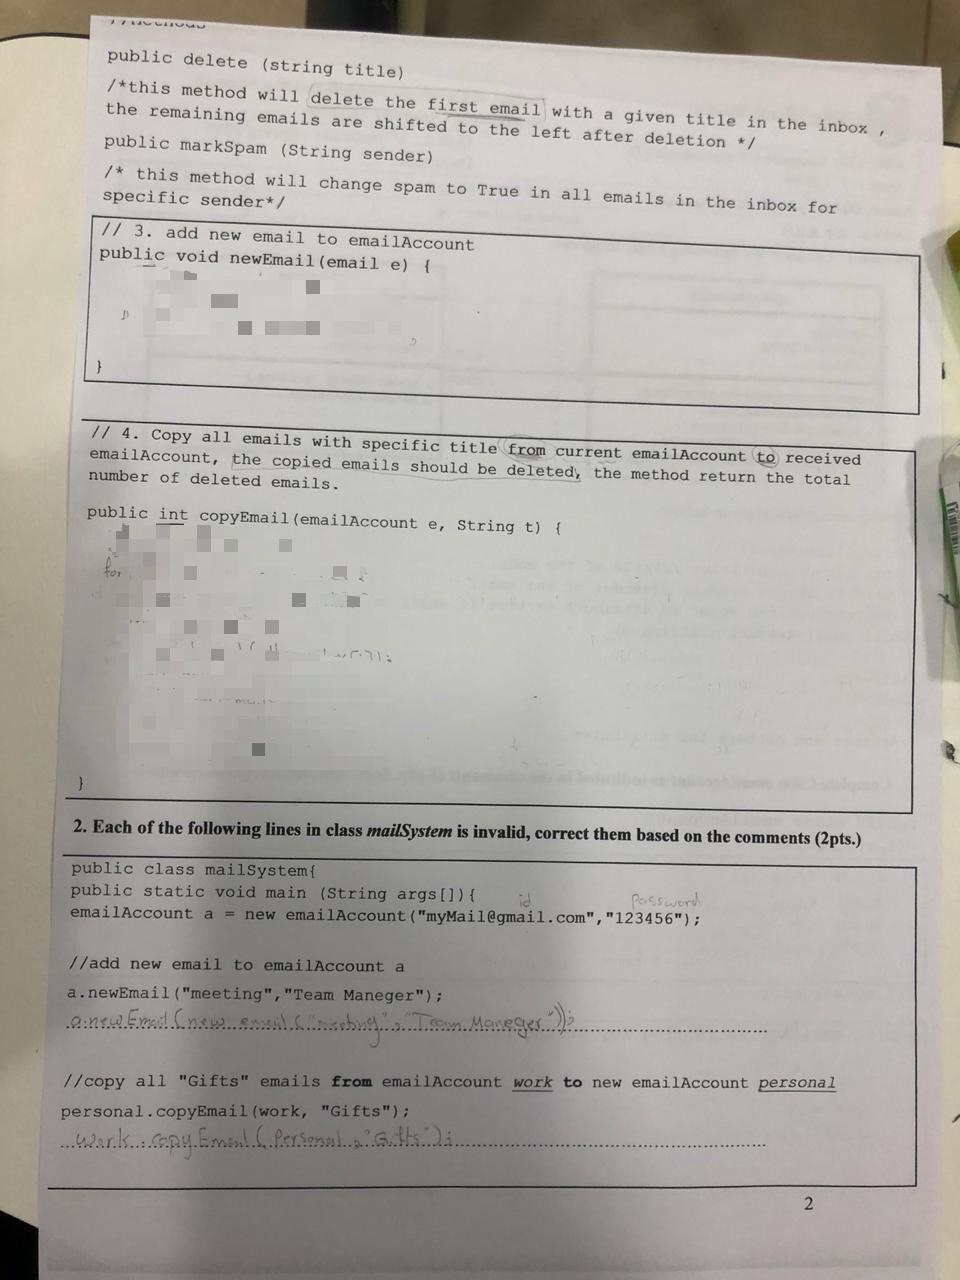 public delete (string title)
/*this method will delete the first email with a given title in the inbox ,
the remaining emails are shifted to the left after deletion */
public markSpam (String sender)
/* this method will change spam to True in all emails in the inbox for
specific sender*/
// 3. add new email to emailAccount
public void newEmail(email e) {
}
// 4. Copy all emails with specific title from current emailAccount to received
emailAccount, the copied emails should be deleted, the method return the total
number of deleted emails.
public int copyEmail(emailAccount e, String t) {
for
}
2. Each of the following lines in class mailSystem is invalid, correct them based on the comments (2pts.)
public class mailSystem{
public static void main (String args[]){
id password
emailAccount a = new emailAccount("myMail@gmail.com","123456");
//add new email to emailAccount a
a.newEmail("meeting","Team Maneger");
a.newEmail(new email("meeting","Team Maneger"));
//copy all "Gifts" emails from emailAccount work to new emailAccount personal
personal.copyEmail(work, "Gifts");
work.copyEmail(Personal,"Gifts");
2